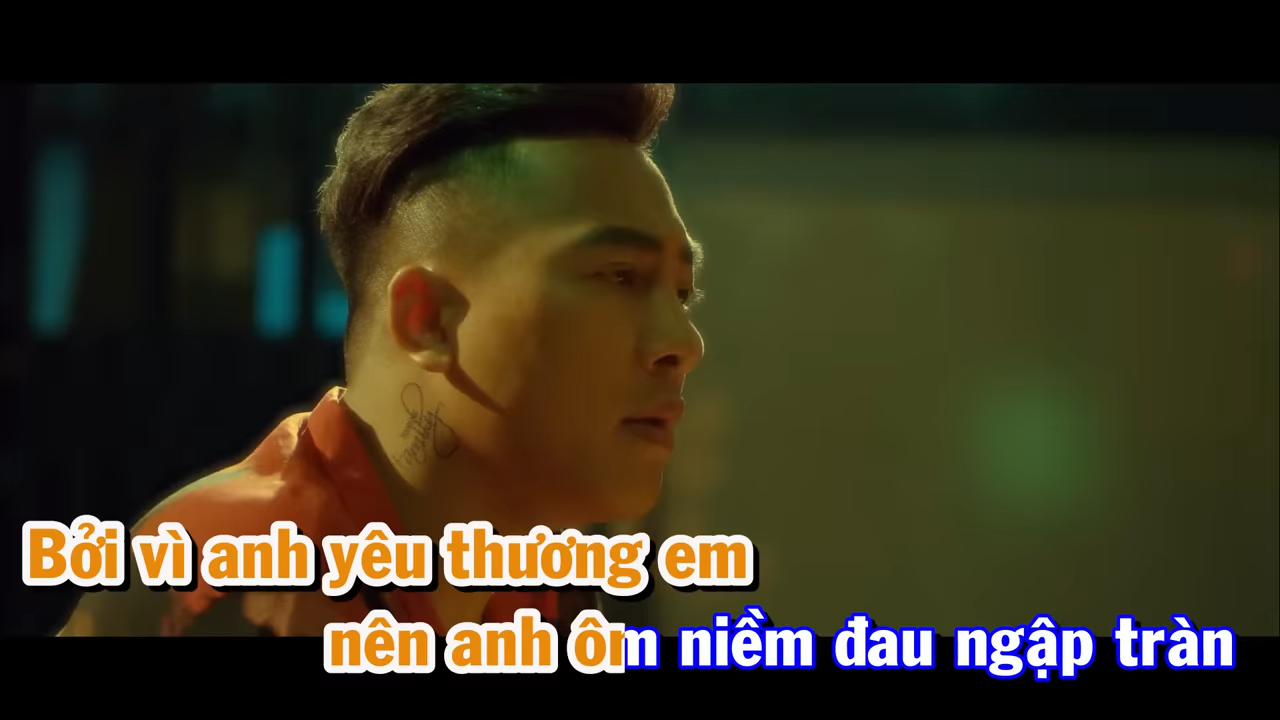 Bởi vì anh yêu thương em
nên anh ôm niềm đau ngập tràn